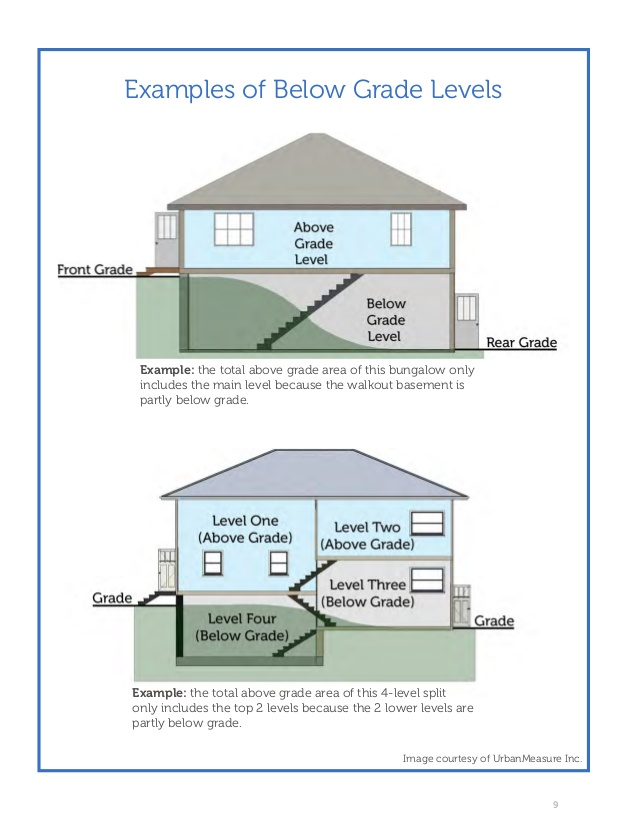 Examples of Below Grade Levels
Above
Grade
Level
Front Grade
Below
Grade
Level
Rear Grade
Example: the total above grade area of this bungalow only
includes the main level because the walkout basement is
partly below grade.
Level One
(Above Grade)
Level Two
(Above Grade)
Level Three
(Below Grade)
Grade
Level Four
(Below Grade)
Grade
Example: the total above grade area of this 4-level split
only includes the top 2 levels because the 2 lower levels are
partly below grade.
Image courtesy of UrbanMeasure Inc.
9